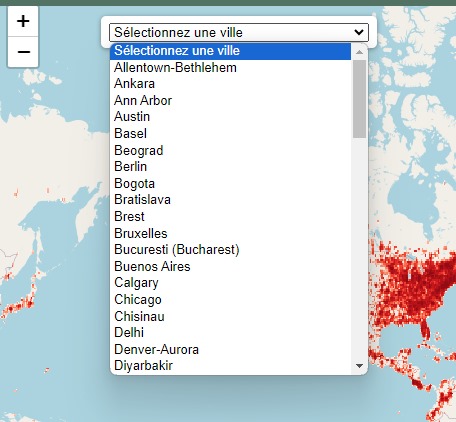 +
Sélectionnez une ville
−
Sélectionnez une ville
Allentown-Bethlehem
Ankara
Ann Arbor
Austin
Basel
Beograd
Berlin
Bogota
Bratislava
Brest
Bruxelles
Bucuresti (Bucharest)
Buenos Aires
Calgary
Chicago
Chisinau
Delhi
Denver-Aurora
Diyarbakir